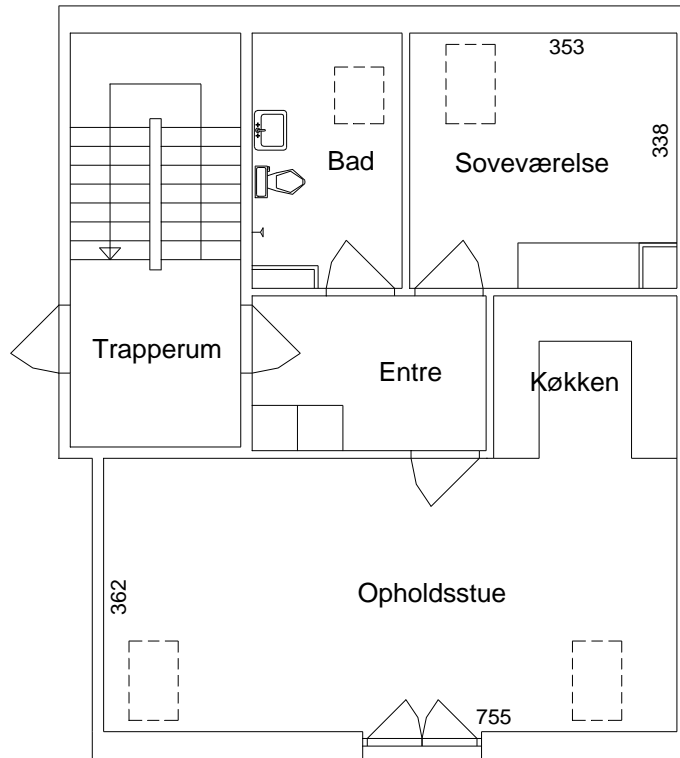 353
338
Bad
Soveværelse
Trapperum
Entre
Køkken
362
Opholdsstue
755